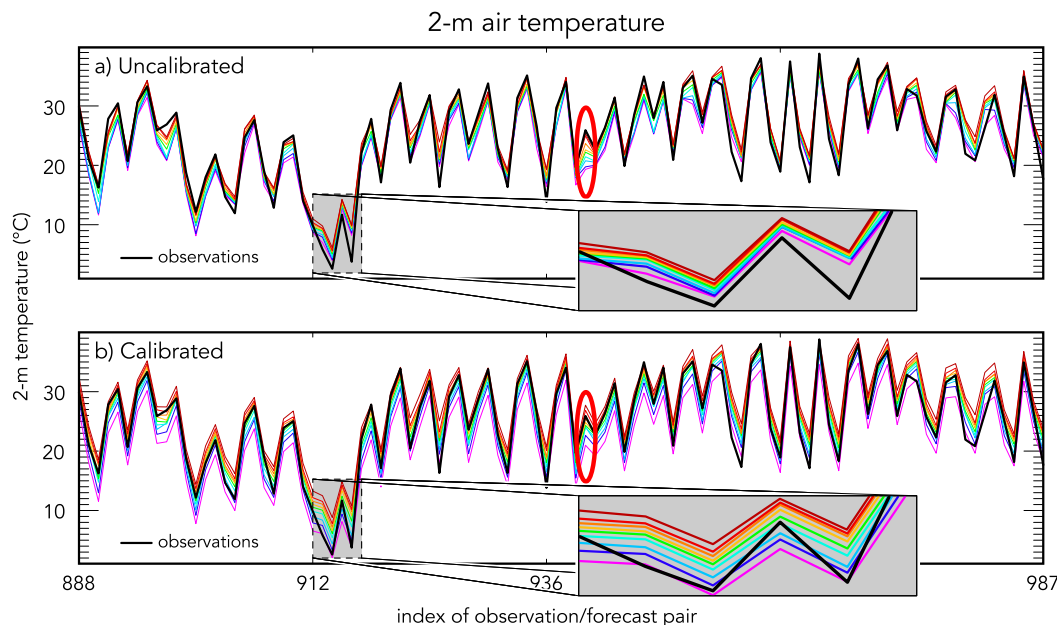 2-m air temperature
a) Uncalibrated
30
20
10
observations
2-m temperature (°C)
b) Calibrated
30
20
10
observations
888
912
936
987
index of observation/forecast pair